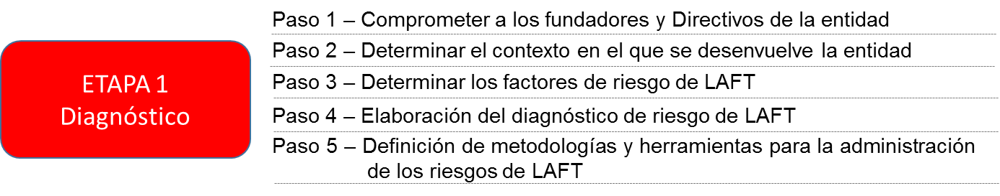 ETAPA 1
Diagnóstico
Paso 1 – Comprometer a los fundadores y Directivos de la entidad
Paso 2 – Determinar el contexto en el que se desenvuelve la entidad
Paso 3 – Determinar los factores de riesgo de LAFT
Paso 4 – Elaboración del diagnóstico de riesgo de LAFT
Paso 5 – Definición de metodologías y herramientas para la administración
de los riesgos de LAFT